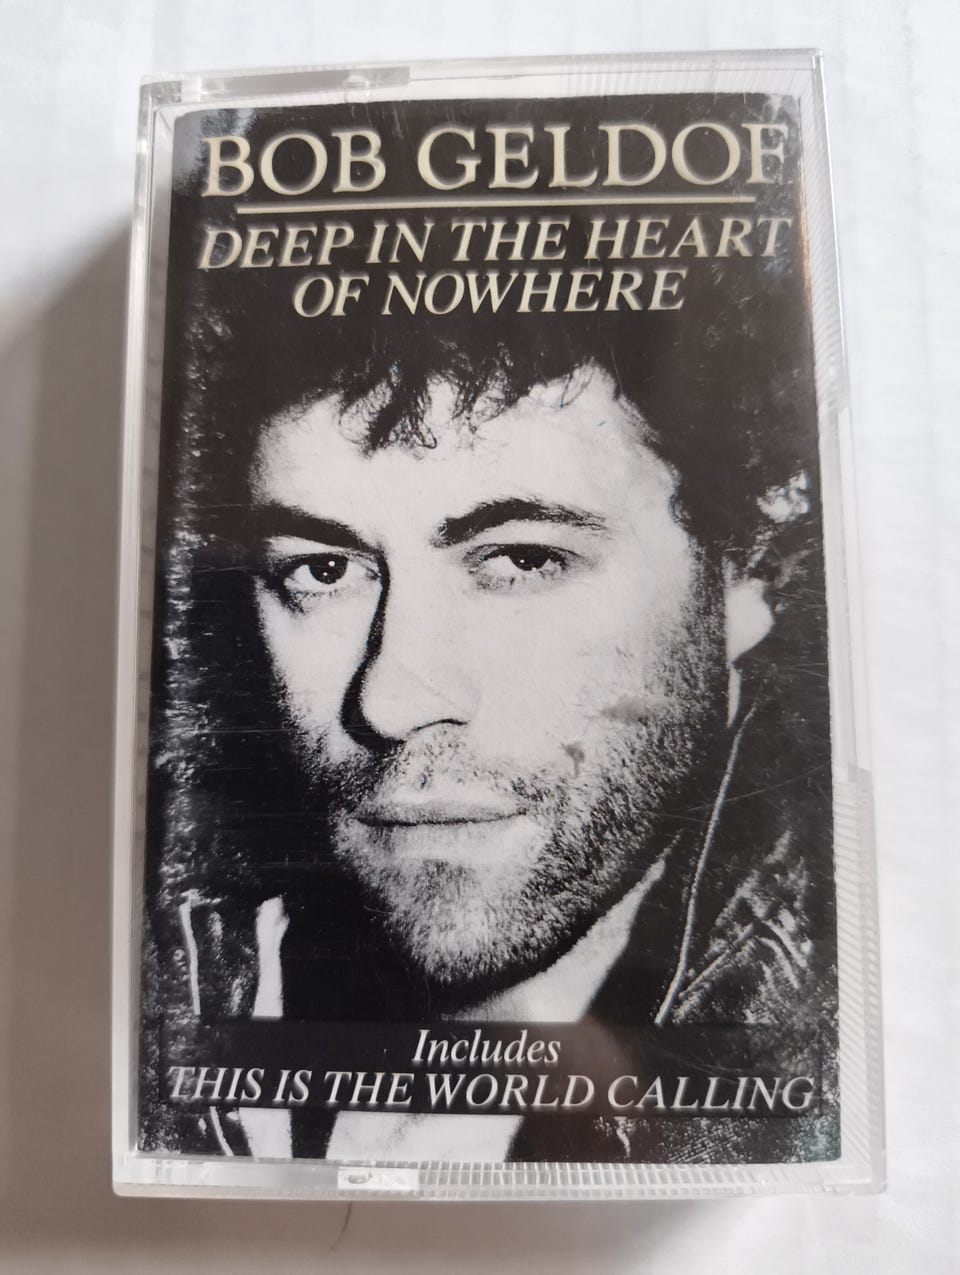 BOB GELDOF
DEEP IN THE HEART
OF NOWHERE
Includes
THIS IS THE WORLD CALLING